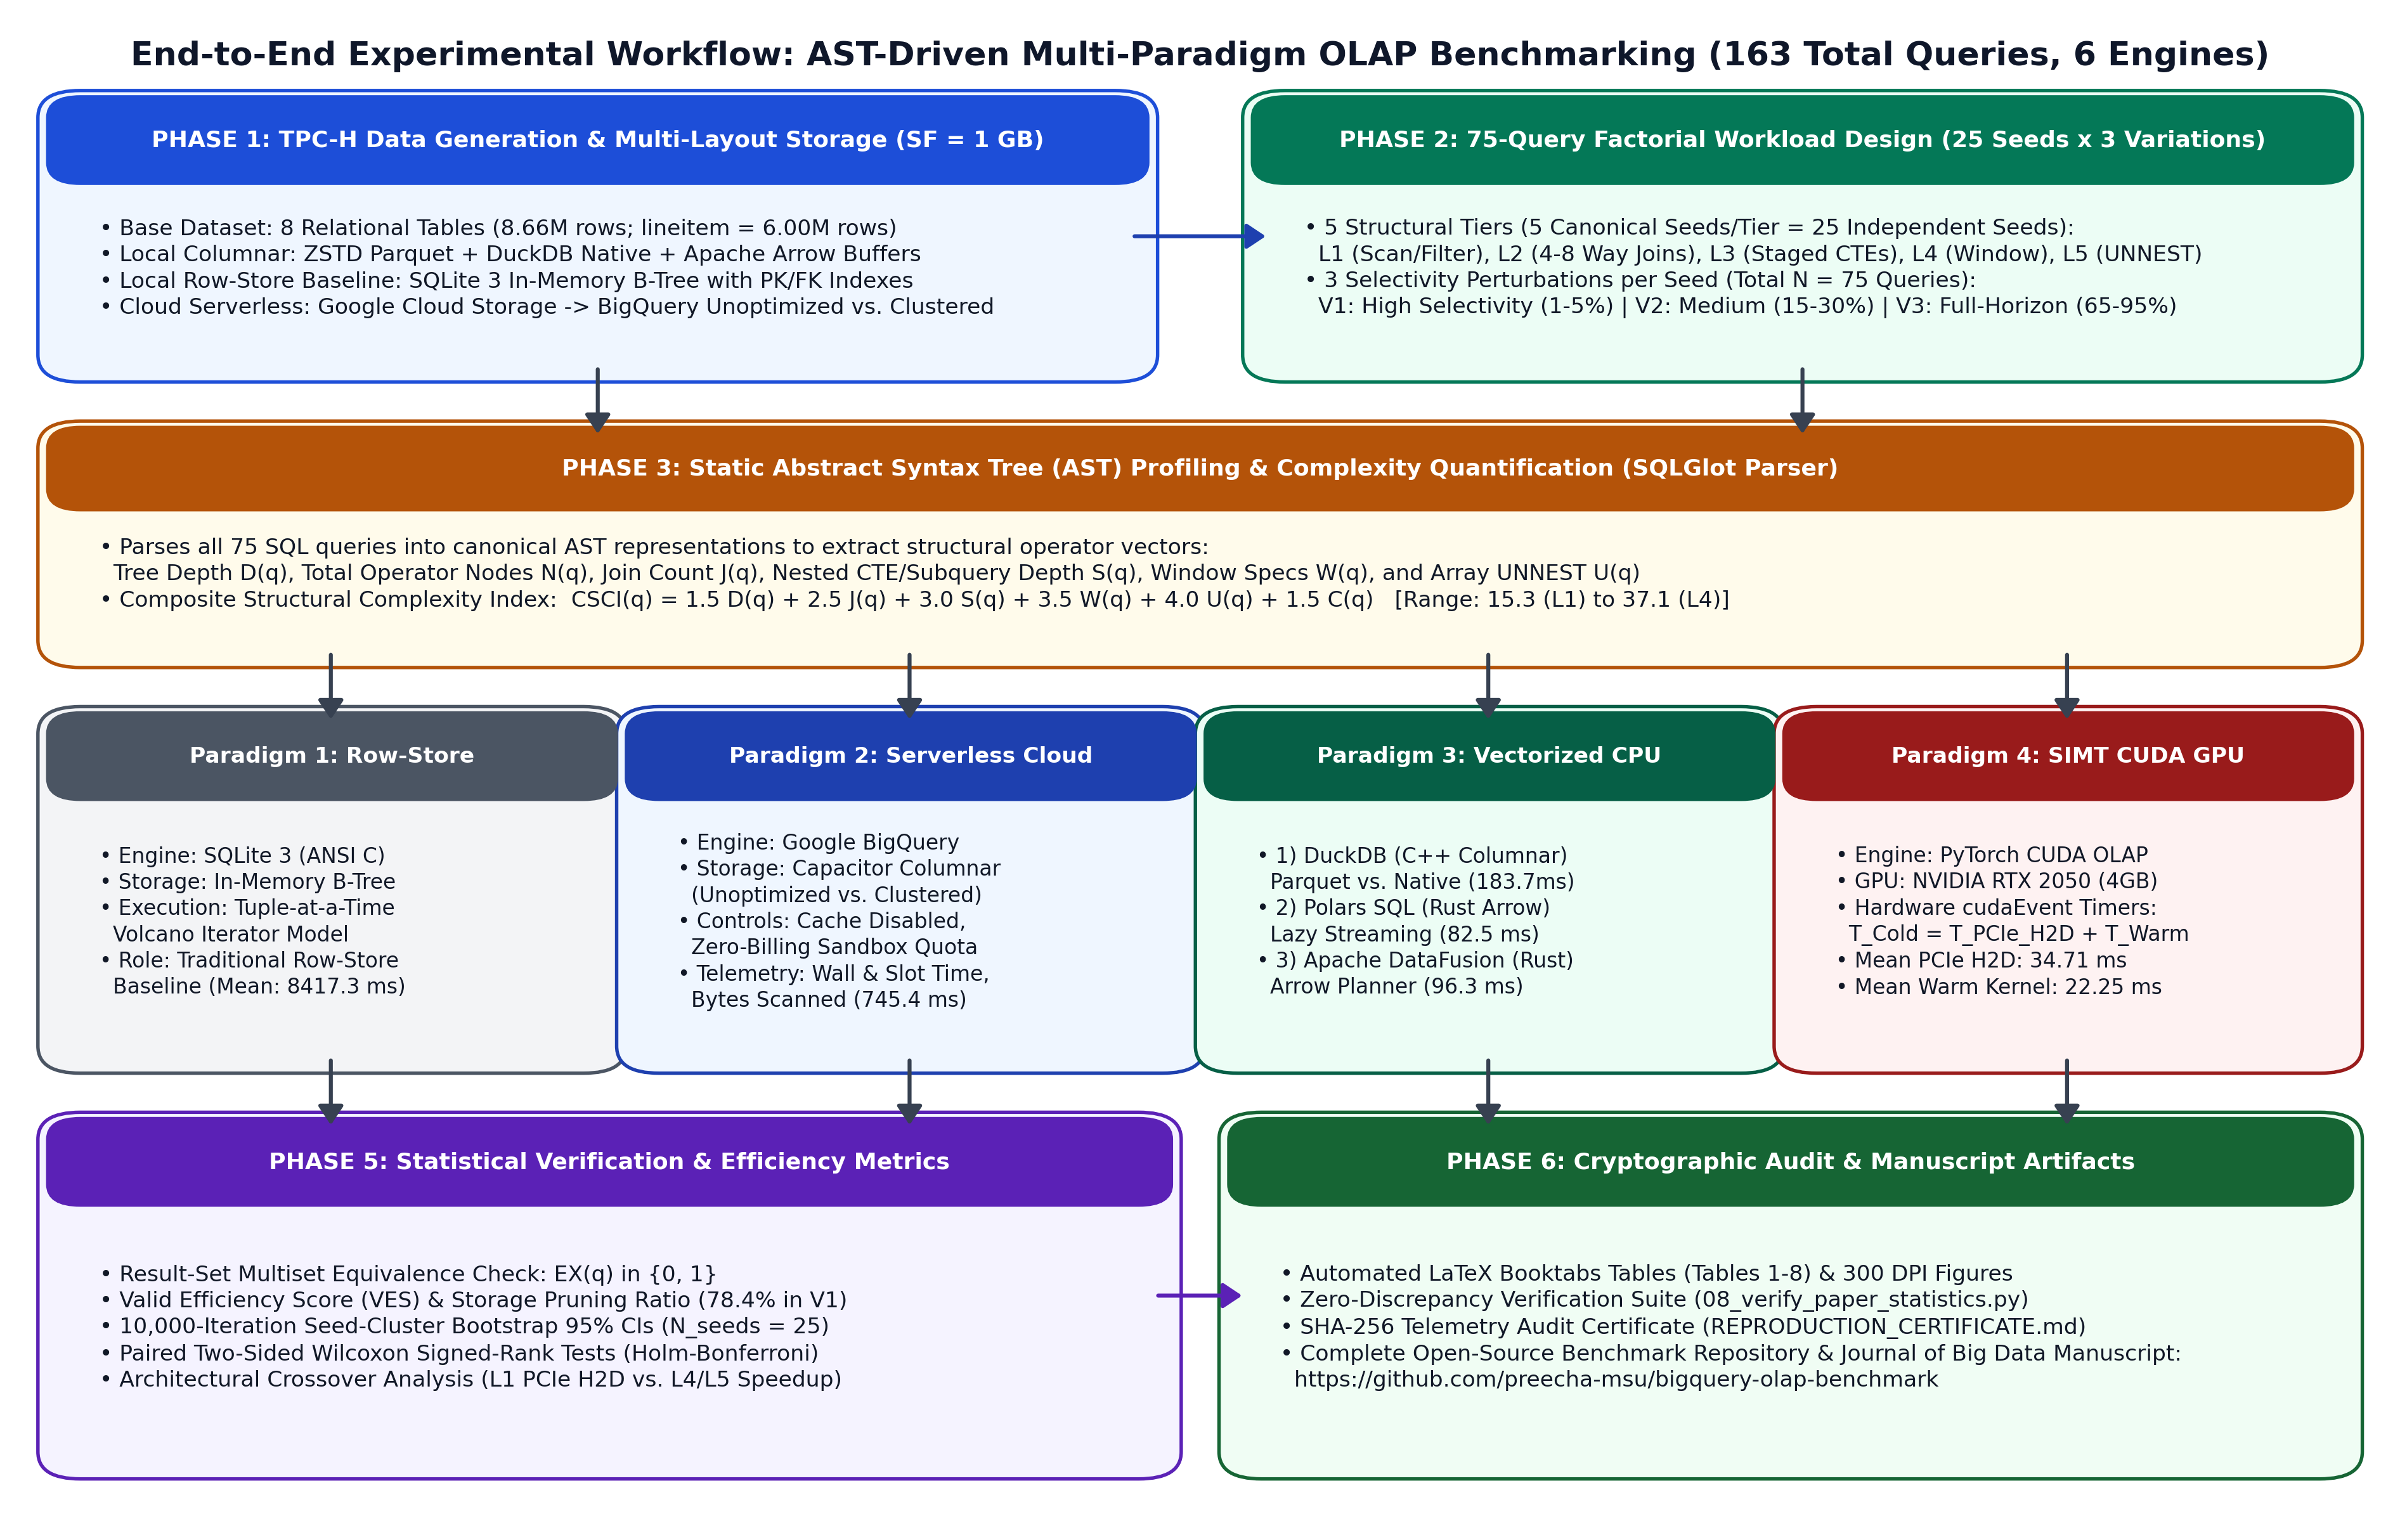 End-to-End Experimental Workflow: AST-Driven Multi-Paradigm OLAP Benchmarking (163 Total Queries, 6 Engines)
PHASE 1: TPC-H Data Generation & Multi-Layout Storage (SF = 1 GB)
• Base Dataset: 8 Relational Tables (8.66M rows; lineitem = 6.00M rows)
• Local Columnar: ZSTD Parquet + DuckDB Native + Apache Arrow Buffers
• Local Row-Store Baseline: SQLite 3 In-Memory B-Tree with PK/FK Indexes
• Cloud Serverless: Google Cloud Storage -> BigQuery Unoptimized vs. Clustered
PHASE 2: 75-Query Factorial Workload Design (25 Seeds x 3 Variations)
• 5 Structural Tiers (5 Canonical Seeds/Tier = 25 Independent Seeds):
L1 (Scan/Filter), L2 (4-8 Way Joins), L3 (Staged CTEs), L4 (Window), L5 (UNNEST)
• 3 Selectivity Perturbations per Seed (Total N = 75 Queries):
V1: High Selectivity (1-5%) | V2: Medium (15-30%) | V3: Full-Horizon (65-95%)
PHASE 3: Static Abstract Syntax Tree (AST) Profiling & Complexity Quantification (SQLGlot Parser)
• Parses all 75 SQL queries into canonical AST representations to extract structural operator vectors:
Tree Depth D(q), Total Operator Nodes N(q), Join Count J(q), Nested CTE/Subquery Depth S(q), Window Specs W(q), and Array UNNEST U(q)
• Composite Structural Complexity Index:  CSCI(q) = 1.5 D(q) + 2.5 J(q) + 3.0 S(q) + 3.5 W(q) + 4.0 U(q) + 1.5 C(q)   [Range: 15.3 (L1) to 37.1 (L4)]
Paradigm 1: Row-Store
• Engine: SQLite 3 (ANSI C)
• Storage: In-Memory B-Tree
• Execution: Tuple-at-a-Time
Volcano Iterator Model
• Role: Traditional Row-Store
Baseline (Mean: 8417.3 ms)
Paradigm 2: Serverless Cloud
• Engine: Google BigQuery
• Storage: Capacitor Columnar
(Unoptimized vs. Clustered)
• Controls: Cache Disabled,
Zero-Billing Sandbox Quota
• Telemetry: Wall & Slot Time,
Bytes Scanned (745.4 ms)
Paradigm 3: Vectorized CPU
• 1) DuckDB (C++ Columnar)
Parquet vs. Native (183.7ms)
• 2) Polars SQL (Rust Arrow)
Lazy Streaming (82.5 ms)
• 3) Apache DataFusion (Rust)
Arrow Planner (96.3 ms)
Paradigm 4: SIMT CUDA GPU
• Engine: PyTorch CUDA OLAP
• GPU: NVIDIA RTX 2050 (4GB)
• Hardware cudaEvent Timers:
T_Cold = T_PCIe_H2D + T_Warm
• Mean PCIe H2D: 34.71 ms
• Mean Warm Kernel: 22.25 ms
PHASE 5: Statistical Verification & Efficiency Metrics
• Result-Set Multiset Equivalence Check: EX(q) in {0, 1}
• Valid Efficiency Score (VES) & Storage Pruning Ratio (78.4% in V1)
• 10,000-Iteration Seed-Cluster Bootstrap 95% CIs (N_seeds = 25)
• Paired Two-Sided Wilcoxon Signed-Rank Tests (Holm-Bonferroni)
• Architectural Crossover Analysis (L1 PCIe H2D vs. L4/L5 Speedup)
PHASE 6: Cryptographic Audit & Manuscript Artifacts
• Automated LaTeX Booktabs Tables (Tables 1-8) & 300 DPI Figures
• Zero-Discrepancy Verification Suite (08_verify_paper_statistics.py)
• SHA-256 Telemetry Audit Certificate (REPRODUCTION_CERTIFICATE.md)
• Complete Open-Source Benchmark Repository & Journal of Big Data Manuscript:
https://github.com/preecha-msu/bigquery-olap-benchmark